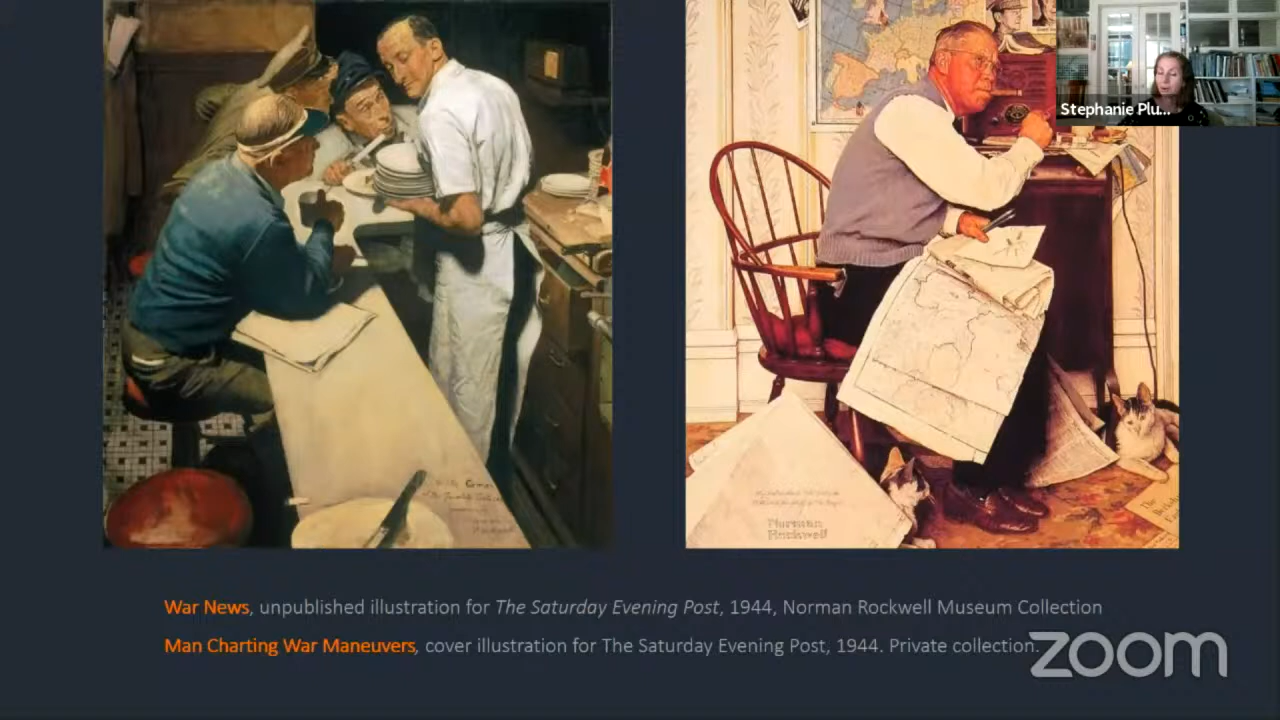 Stephanie Plu...
Norman
Rockwell
War News, unpublished illustration for The Saturday Evening Post, 1944, Norman Rockwell Museum Collection
Man Charting War Maneuvers, cover illustration for The Saturday Evening Post, 1944. Private collection.
zoom